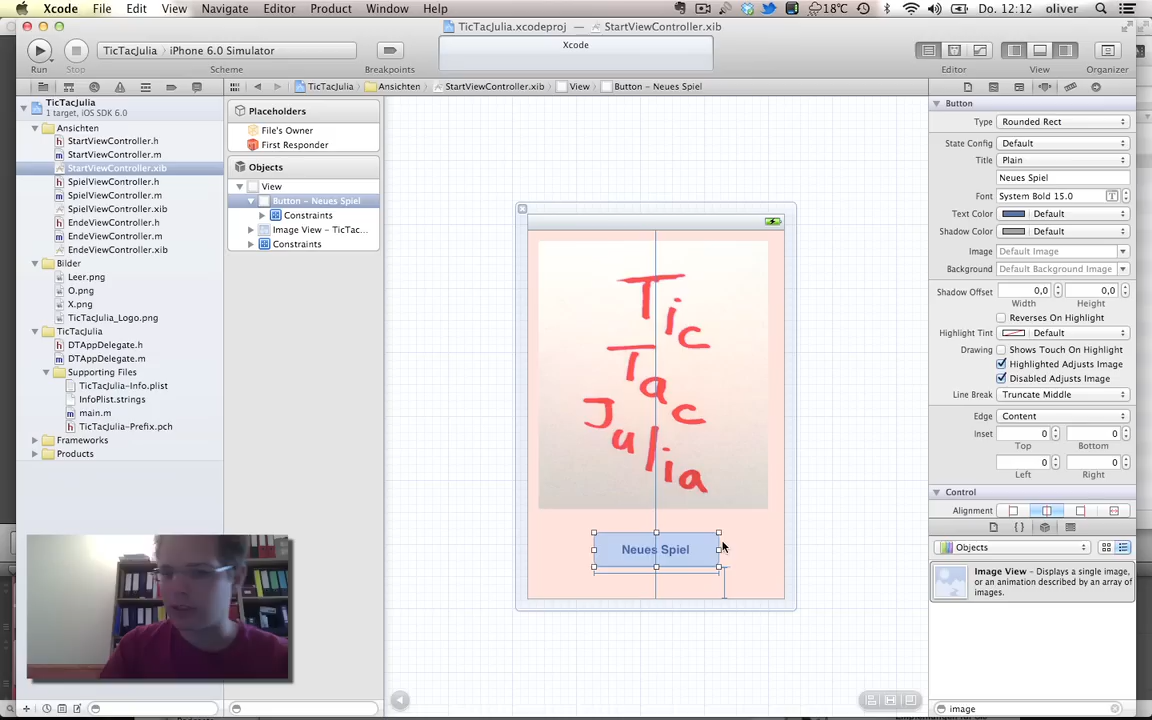 Xcode File Edit View Navigate Editor Product Window Help
18°C Do. 12:12 oliver
TicTacJulia.xcodeproj — StartViewController.xib
TicTacJulia iPhone 6.0 Simulator
Xcode
Run Stop Scheme Breakpoints Editor View Organizer
TicTacJulia Ansichten StartViewController.xib View Button – Neues Spiel
TicTacJulia
1 target, iOS SDK 6.0
Ansichten
StartViewController.h
StartViewController.m
StartViewController.xib
SpielViewController.h
SpielViewController.m
SpielViewController.xib
EndeViewController.h
EndeViewController.m
EndeViewController.xib
Bilder
Leer.png
O.png
X.png
TicTacJulia_Logo.png
TicTacJulia
DTAppDelegate.h
DTAppDelegate.m
Supporting Files
TicTacJulia-Info.plist
InfoPlist.strings
main.m
TicTacJulia-Prefix.pch
Frameworks
Products
Placeholders
File's Owner
First Responder
Objects
View
Button – Neues Spiel
Constraints
Image View – TicTac...
Constraints
Tic
Tac
Julia
Neues Spiel
Button
Type Rounded Rect
State Config Default
Title Plain
Neues Spiel
Font System Bold 15.0
Text Color Default
Shadow Color Default
Image Default Image
Background Default Background Image
Shadow Offset 0,0 0,0
Width Height
Reverses On Highlight
Highlight Tint Default
Drawing Shows Touch On Highlight
Highlighted Adjusts Image
Disabled Adjusts Image
Line Break Truncate Middle
Edge Content
Inset 0 0
Top Bottom
0 0
Left Right
Control
Alignment
Objects
Image View - Displays a single image, or an animation described by an array of images.
image